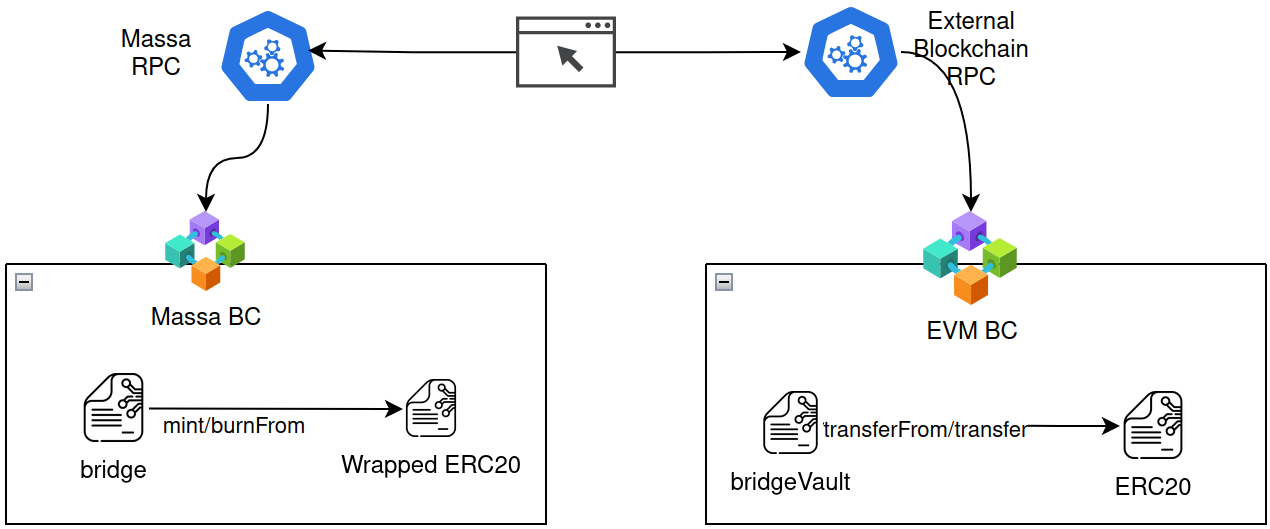 Massa
RPC
External
Blockchain
RPC
Massa BC
EVM BC
mint/burnFrom
transferFrom/transfer
bridge
Wrapped ERC20
bridgeVault
ERC20